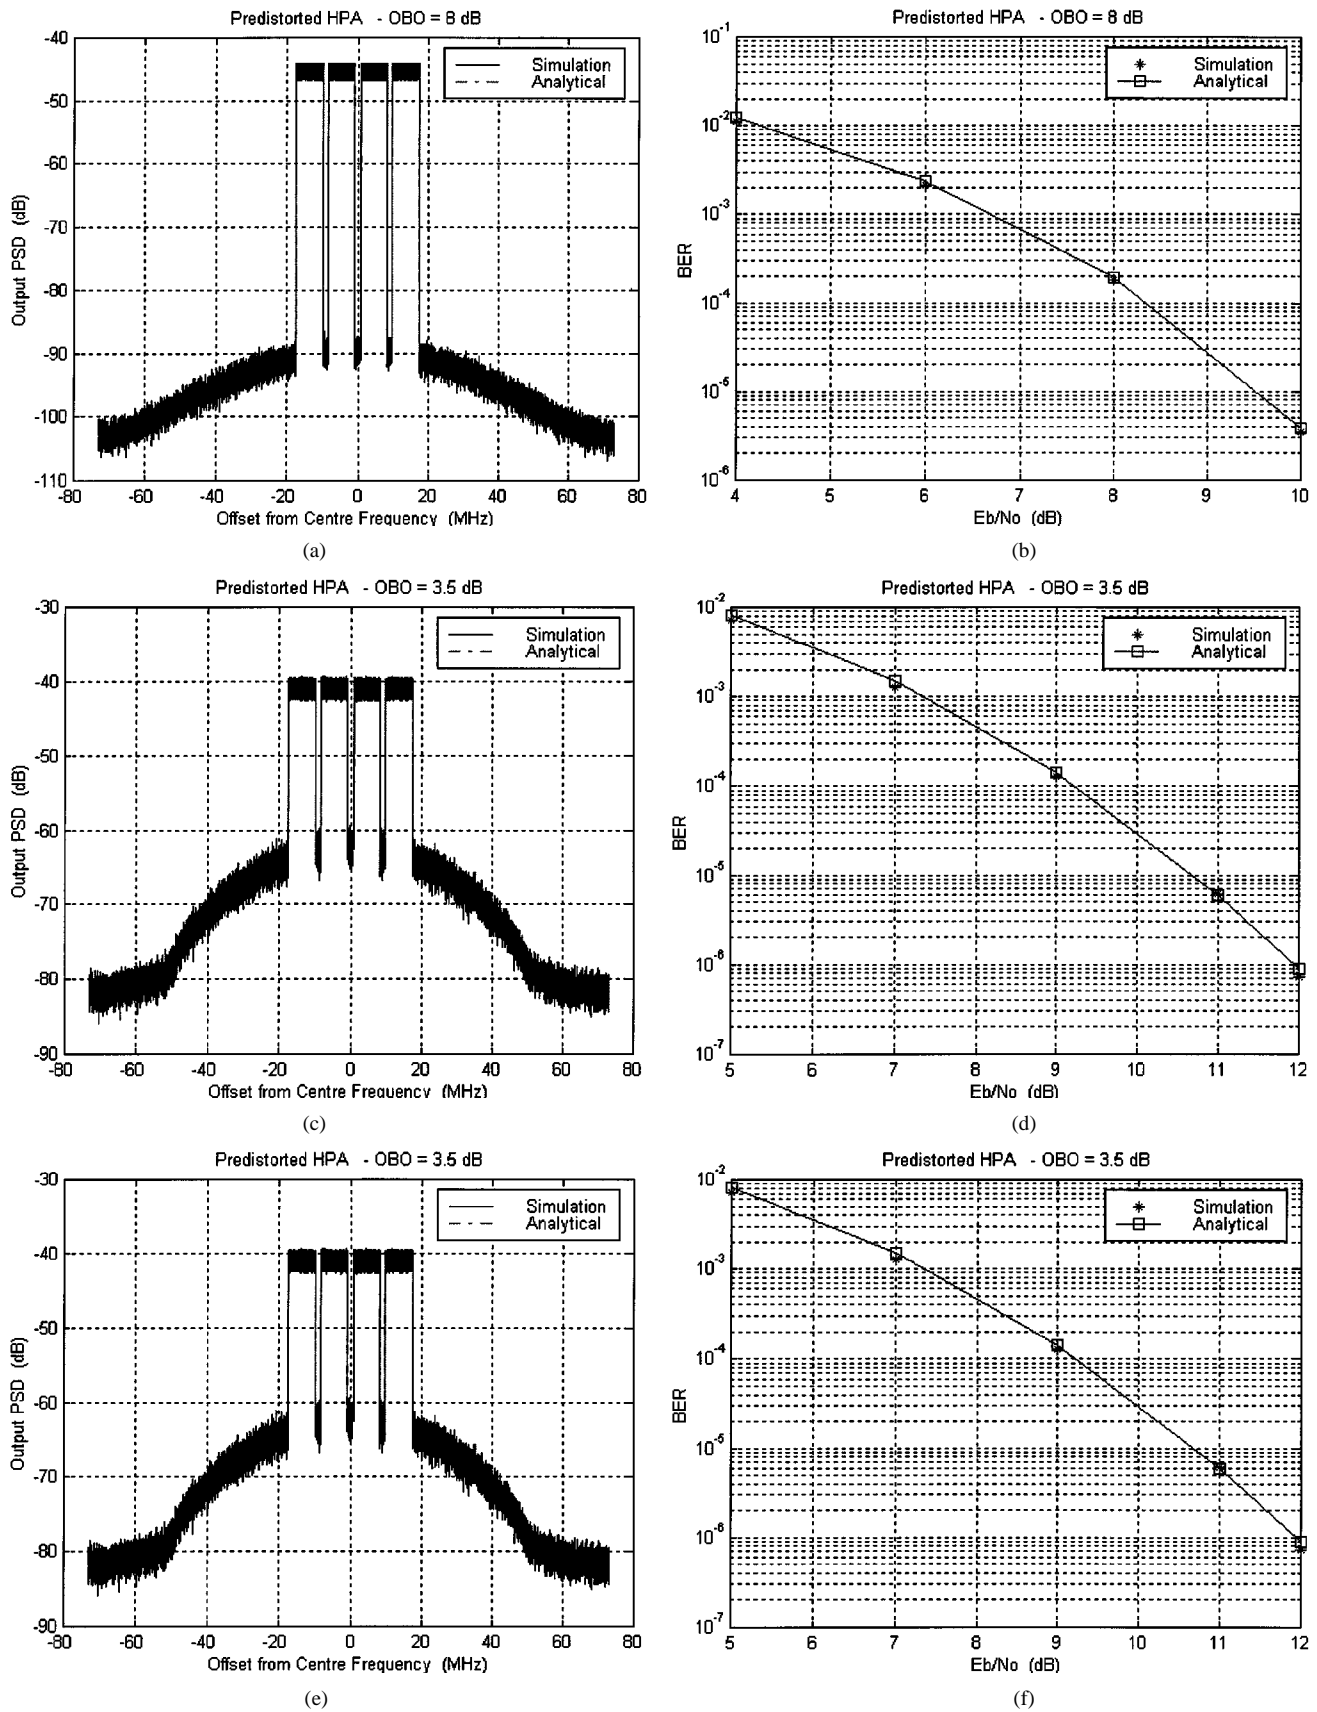 Predistorted HPA - OBO = 8 dB
-40
-50
-60
-70
-80
-90
-100
-110
Output PSD (dB)
Simulation
Analytical
-80 -60 -40 -20 0 20 40 60 80
Offset from Centre Frequency (MHz)
(a)
Predistorted HPA - OBO = 8 dB
10^-1
10^-2
10^-3
10^-4
10^-5
10^-6
BER
Simulation
Analytical
4 5 6 7 8 9 10
Eb/No (dB)
(b)
Predistorted HPA - OBO = 3.5 dB
-30
-40
-50
-60
-70
-80
-90
Output PSD (dB)
Simulation
Analytical
-80 -60 -40 -20 0 20 40 60 80
Offset from Centre Frequency (MHz)
(c)
Predistorted HPA - OBO = 3.5 dB
10^-2
10^-3
10^-4
10^-5
10^-6
10^-7
BER
Simulation
Analytical
5 6 7 8 9 10 11 12
Eb/No (dB)
(d)
Predistorted HPA - OBO = 3.5 dB
-30
-40
-50
-60
-70
-80
-90
Output PSD (dB)
Simulation
Analytical
-80 -60 -40 -20 0 20 40 60 80
Offset from Centre Frequency (MHz)
(e)
Predistorted HPA - OBO = 3.5 dB
10^-2
10^-3
10^-4
10^-5
10^-6
10^-7
BER
Simulation
Analytical
5 6 7 8 9 10 11 12
Eb/No (dB)
(f)